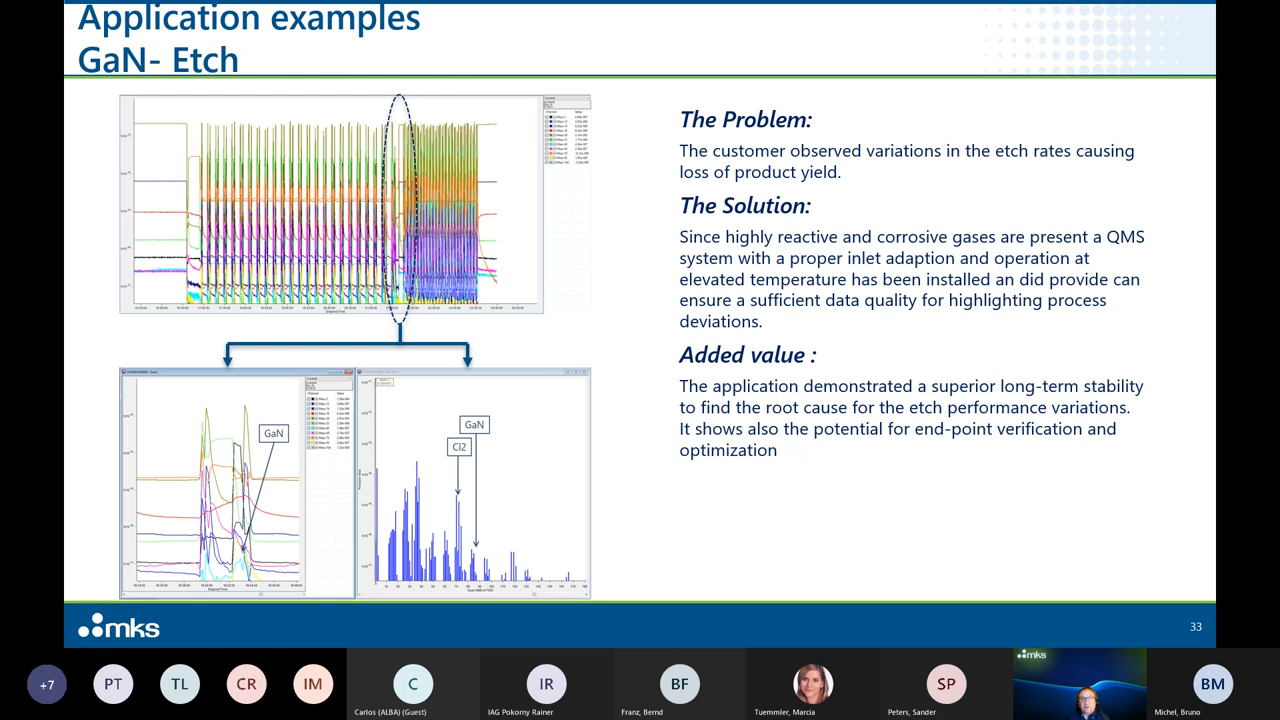 Application examples
GaN- Etch
The Problem:
The customer observed variations in the etch rates causing
loss of product yield.
The Solution:
Since highly reactive and corrosive gases are present a QMS
system with a proper inlet adaption and operation at
elevated temperature has been installed an did provide can
ensure a sufficient data quality for highlighting process
deviations.
Added value :
The application demonstrated a superior long-term stability
to find the root cause for the etch performance variations.
It shows also the potential for end-point verification and
optimization
GaN
GaN
Cl2
mks
33
+7
PT
TL
CR
IM
C
Carlos (ALBA) (Guest)
IR
IAG Pokorny Rainer
BF
Franz, Bernd
Tuemmler, Marcia
SP
Peters, Sander
mks
BM
Michel, Bruno